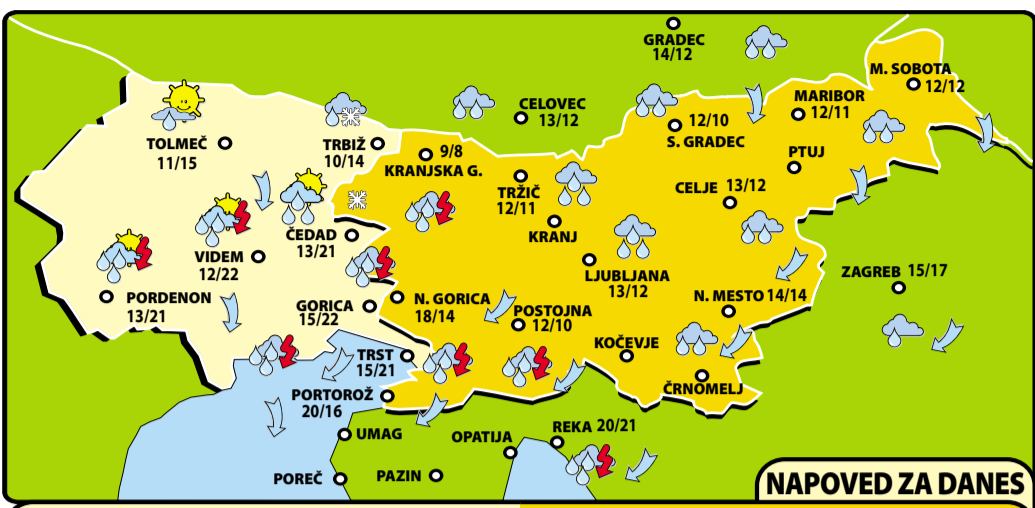 GRADEC
14/12
M. SOBOTA
12/12
CELOVEC
13/12
MARIBOR
12/11
12/10
S. GRADEC
TOLMEČ
11/15
TRBIŽ
10/14
9/8
KRANJSKA G.
PTUJ
TRŽIČ
12/11
CELJE 13/12
KRANJ
ČEDAD
13/21
VIDEM
12/22
LJUBLJANA
13/12
ZAGREB 15/17
PORDENON
13/21
GORICA
15/22
N. GORICA
18/14
N. MESTO 14/14
POSTOJNA
12/10
KOČEVJE
TRST
15/21
ČRNOMELJ
PORTOROŽ
20/16
UMAG
OPATIJA
REKA 20/21
POREČ
PAZIN
NAPOVED ZA DANES